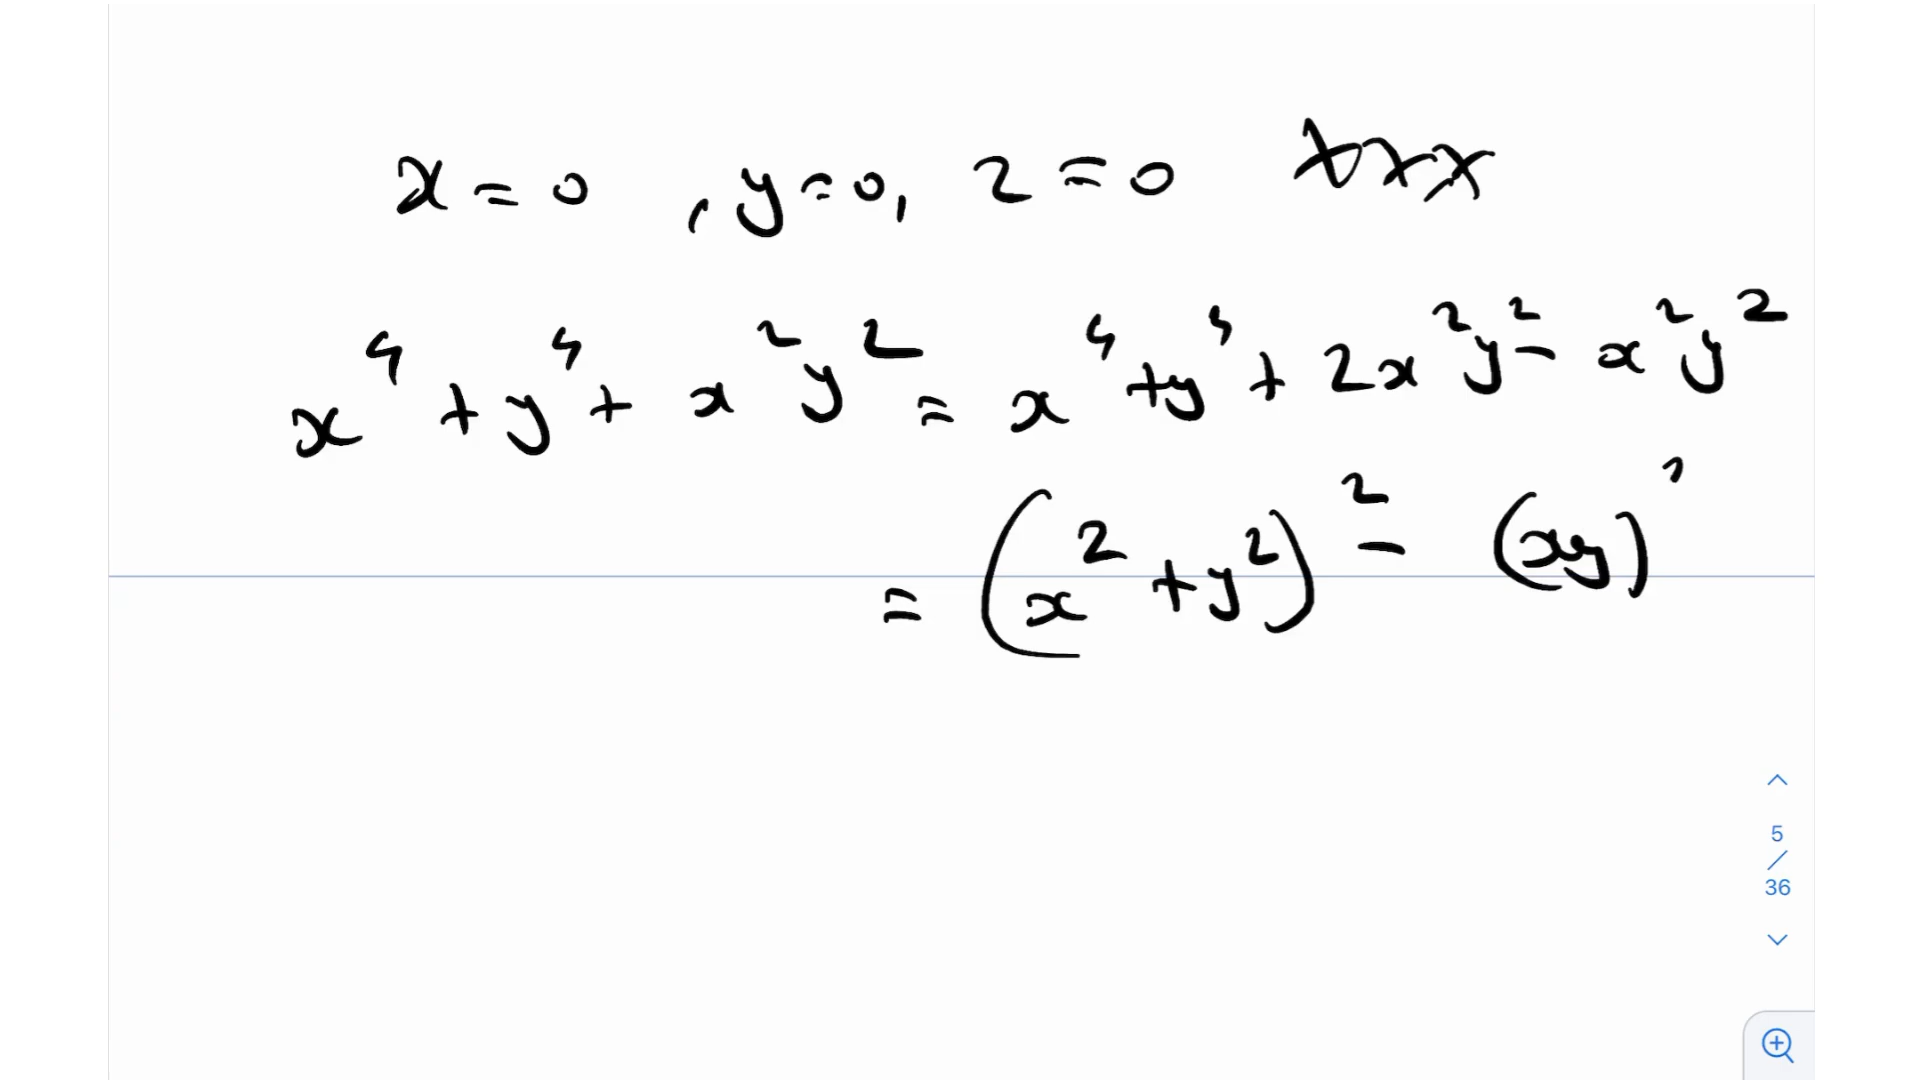 x = 0 , y = 0, z = 0
x⁴ + y⁴ + x²y² = x⁴ + y⁴ + 2x²y² - x²y²
= (x² + y²)² - (xy)²
5
/
36